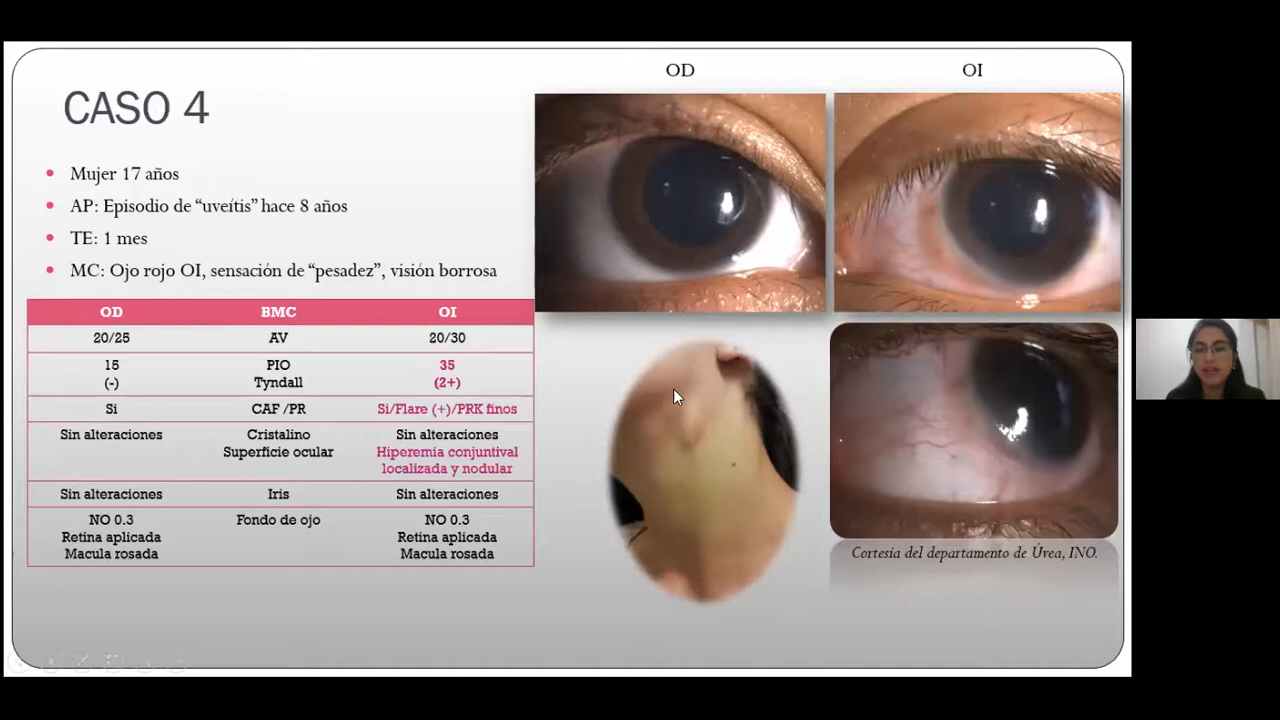 CASO 4
Mujer 17 años
AP: Episodio de “uveítis” hace 8 años
TE: 1 mes
MC: Ojo rojo OI, sensación de “pesadez”, visión borrosa
OD BMC OI
20/25 AV 20/30
15 PIO 35
(-) Tyndall (2+)
Si CAF /PR Si/Flare (+)/PRK finos
Sin alteraciones Cristalino Sin alteraciones
Superficie ocular Hiperemia conjuntival
localizada y nodular
Sin alteraciones Iris Sin alteraciones
NO 0.3 Fondo de ojo NO 0.3
Retina aplicada Retina aplicada
Macula rosada Macula rosada
OD OI
Cortesía del departamento de Úvea, INO.